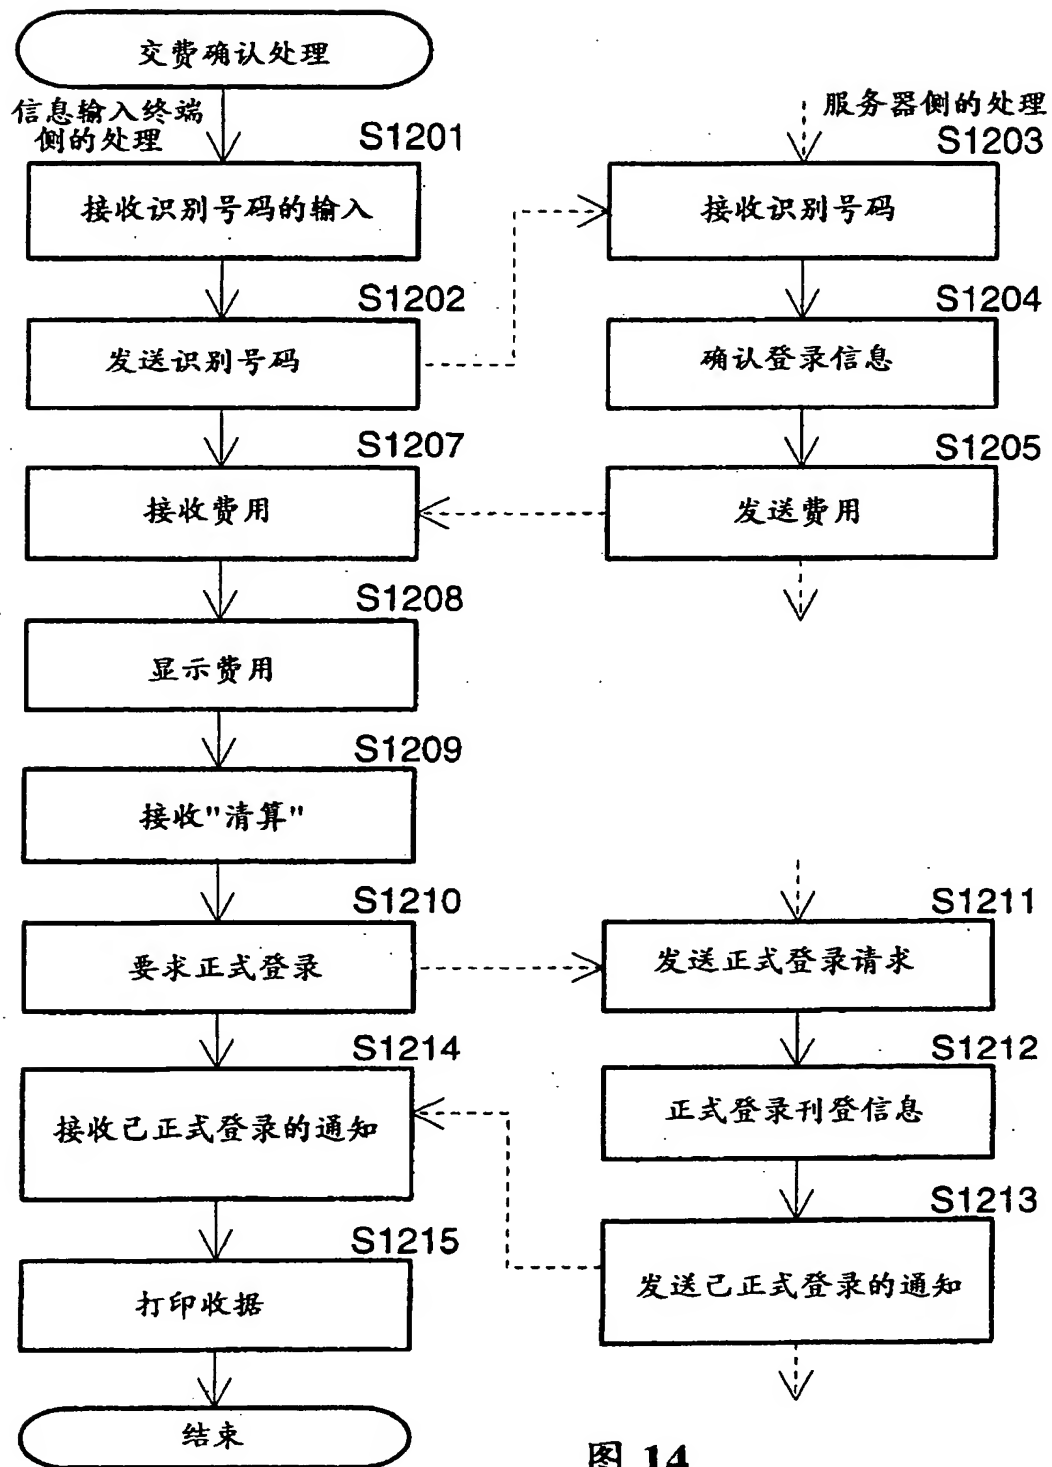 交费确认处理
信息输入终端
侧的处理
S1201
接收识别号码的输入
S1202
发送识别号码
S1207
接收费用
S1208
显示费用
S1209
接收"清算"
S1210
要求正式登录
S1214
接收己正式登录的通知
S1215
打印收据
结束
服务器侧的处理
S1203
接收识别号码
S1204
确认登录信息
S1205
发送费用
S1211
发送正式登录请求
S1212
正式登录刊登信息
S1213
发送己正式登录的通知
图 14